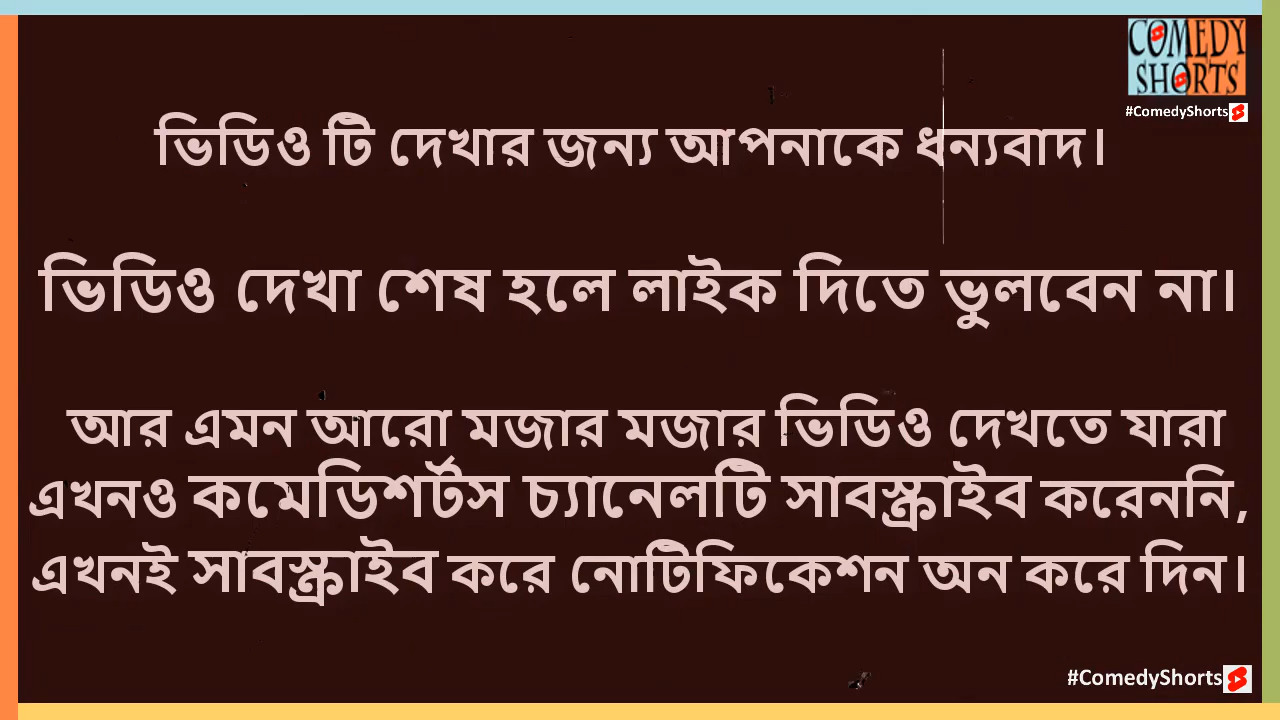 COMEDY
SHORTS
#ComedyShorts
ভিডিও টি দেখার জন্য আপনাকে ধন্যবাদ।
ভিডিও দেখা শেষ হলে লাইক দিতে ভুলবেন না।
আর এমন আরো মজার মজার ভিডিও দেখতে যারা
এখনও কমেডিশর্টস চ্যানেলটি সাবস্ক্রাইব করেননি,
এখনই সাবস্ক্রাইব করে নোটিফিকেশন অন করে দিন।
#ComedyShorts